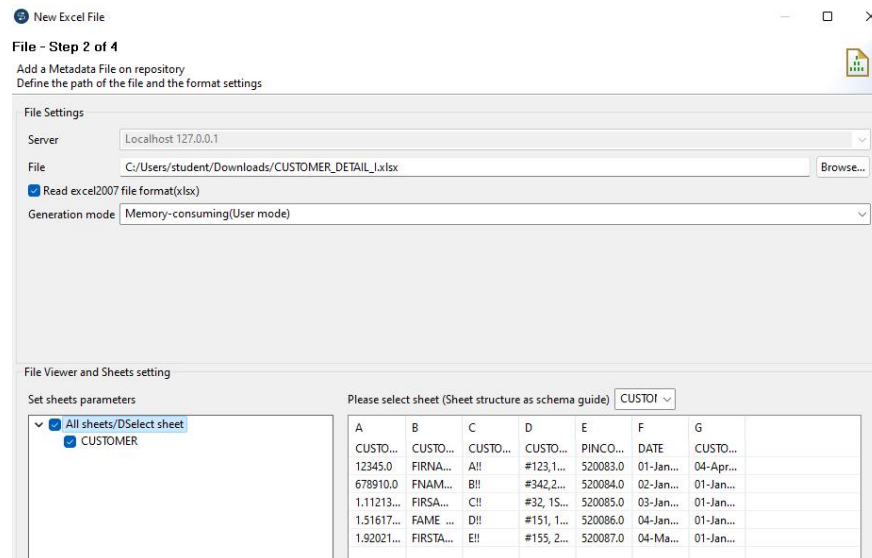 New Excel File
File - Step 2 of 4
Add a Metadata File on repository
Define the path of the file and the format settings
File Settings
Server Localhost 127.0.0.1
File C:/Users/student/Downloads/CUSTOMER_DETAIL_I.xlsx Browse...
Read excel2007 file format(xlsx)
Generation mode Memory-consuming(User mode)
File Viewer and Sheets setting
Set sheets parameters Please select sheet (Sheet structure as schema guide) CUSTOI
All sheets/DSelect sheet
CUSTOMER
A B C D E F G
CUSTO... CUSTO... CUSTO... CUSTO... PINCO... DATE CUSTO...
12345.0 FIRNA... A!! #123,1... 520083.0 01-Jan... 04-Apr...
678910.0 FNAM... B!! #342,2... 520084.0 02-Jan... 01-Jan...
1.11213... FIRSA... C!! #32, 1S... 520085.0 03-Jan... 01-Jan...
1.51617... FAME ... D!! #151, 1... 520086.0 04-Jan... 01-Jan...
1.92021... FIRSTA... E!! #155, 2... 520087.0 04-Ma... 01-Jan...